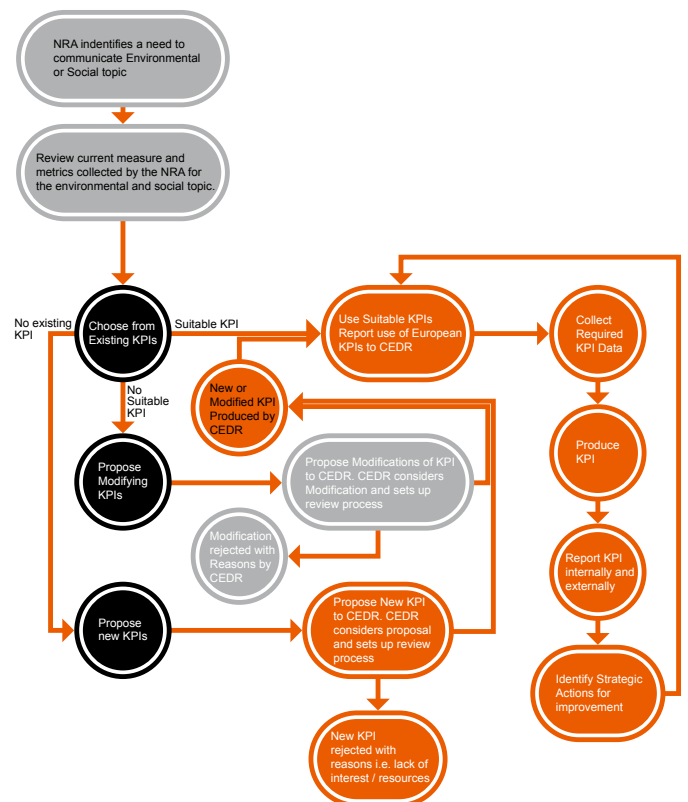 NRA indentifies a need to
communicate Environmental
or Social topic
Review current measure and
metrics collected by the NRA for
the environmental and social topic.
No existing
KPI
Choose from
Existing KPIs
Suitable KPI
Use Suitable KPIs
Report use of European
KPIs to CEDR
Collect
Required
KPI Data
No
Suitable
KPI
New or
Modified KPI
Produced by
CEDR
Produce
KPI
Propose
Modifying
KPIs
Propose Modifications of KPI
to CEDR. CEDR considers
Modification and sets up
review process
Modification
rejected with
Reasons by
CEDR
Report KPI
internally and
externally
Propose
new KPIs
Propose New KPI
to CEDR. CEDR
considers proposal
and sets up review
process
Identify Strategic
Actions for
improvement
New KPI
rejected with
reasons i.e. lack of
interest / resources